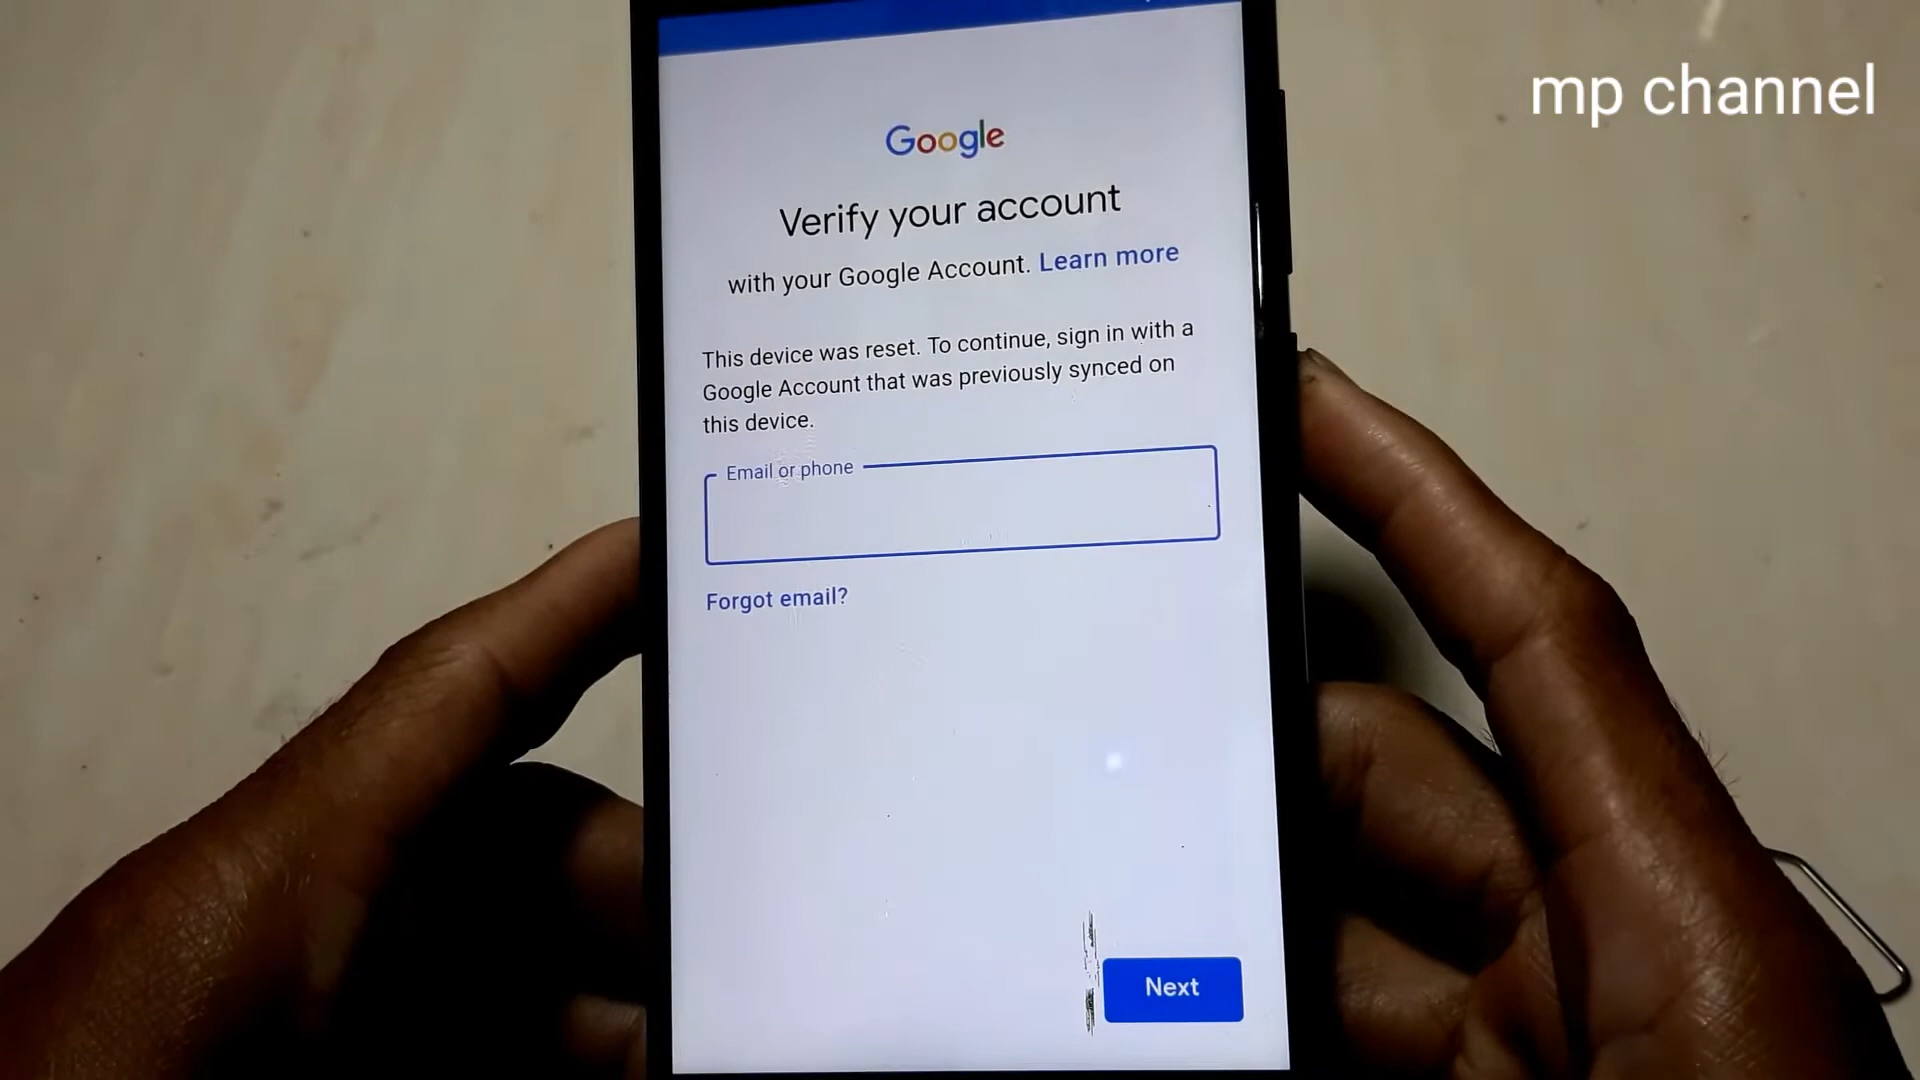 mp channel
Google
Verify your account
with your Google Account. Learn more
This device was reset. To continue, sign in with a
Google Account that was previously synced on
this device.
Email or phone
Forgot email?
Next